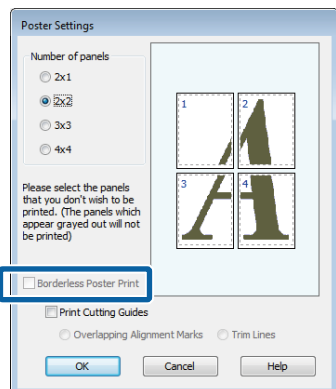 Poster Settings
Number of panels
2x1
2x2
3x3
4x4
1 2
3 4
Please select the panels
that you don't wish to be
printed. (The panels which
appear grayed out will not
be printed)
Borderless Poster Print
Print Cutting Guides
Overlapping Alignment Marks Trim Lines
OK Cancel Help